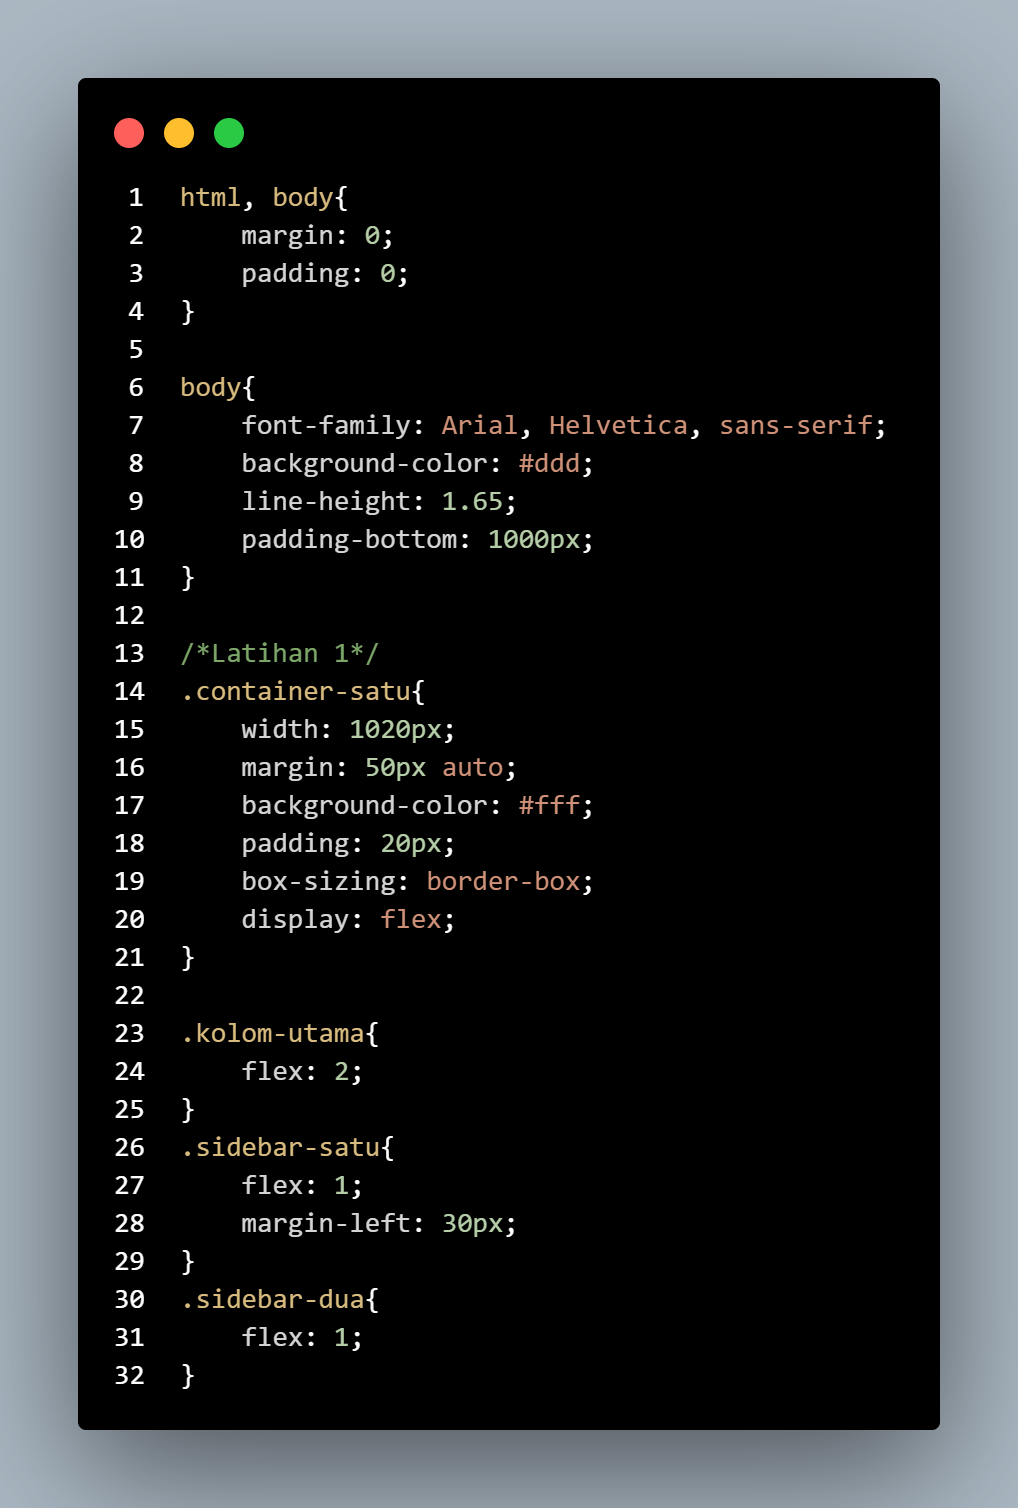 1 html, body{
2     margin: 0;
3     padding: 0;
4 }
5
6 body{
7     font-family: Arial, Helvetica, sans-serif;
8     background-color: #ddd;
9     line-height: 1.65;
10     padding-bottom: 1000px;
11 }
12
13 /*Latihan 1*/
14 .container-satu{
15     width: 1020px;
16     margin: 50px auto;
17     background-color: #fff;
18     padding: 20px;
19     box-sizing: border-box;
20     display: flex;
21 }
22
23 .kolom-utama{
24     flex: 2;
25 }
26 .sidebar-satu{
27     flex: 1;
28     margin-left: 30px;
29 }
30 .sidebar-dua{
31     flex: 1;
32 }